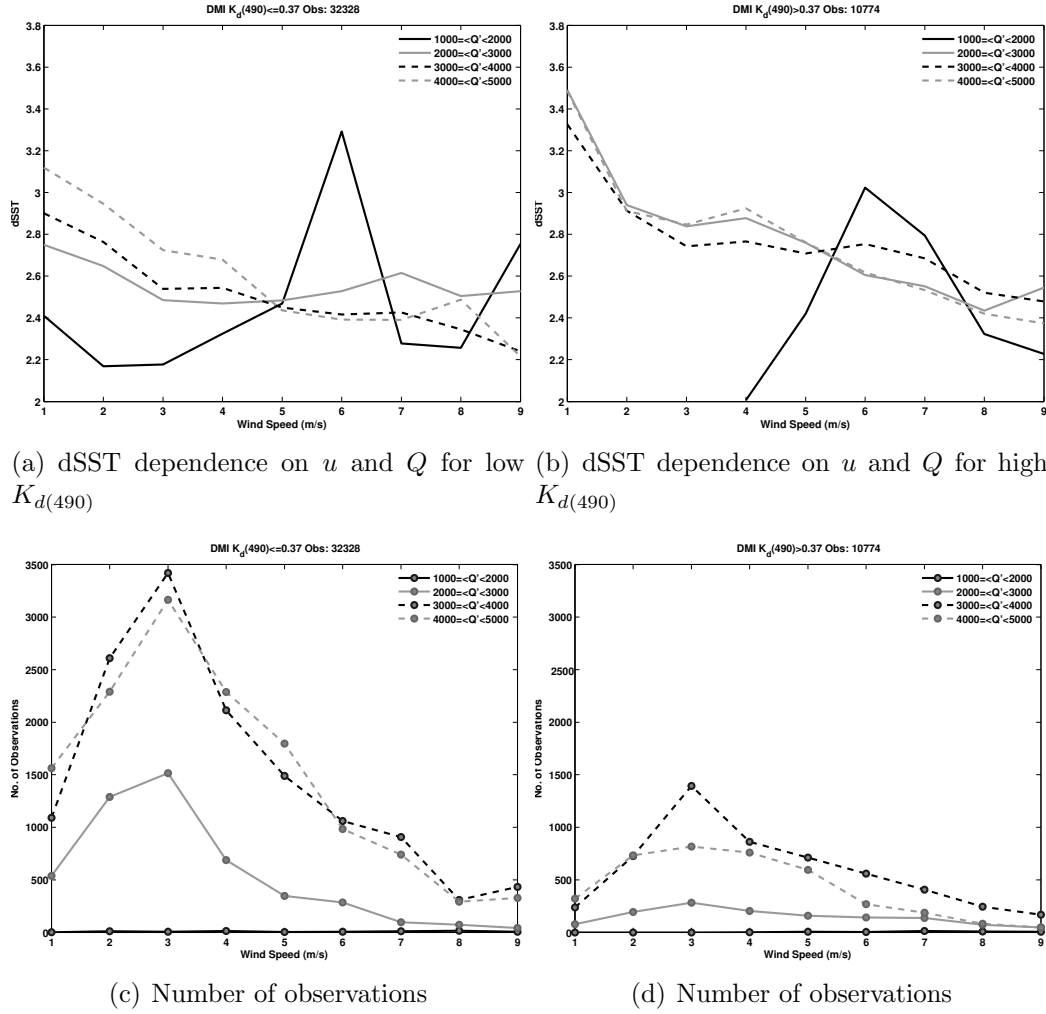 DMI K_d(490)<=0.37 Obs: 32328
3.8
3.6
3.4
3.2
3
2.8
2.6
2.4
2.2
2
dSST
1000=<Q'<2000
2000=<Q'<3000
3000=<Q'<4000
4000=<Q'<5000
1 2 3 4 5 6 7 8 9
Wind Speed (m/s)
DMI K_d(490)>0.37 Obs: 10774
3.8
3.6
3.4
3.2
3
2.8
2.6
2.4
2.2
2
dSST
1000=<Q'<2000
2000=<Q'<3000
3000=<Q'<4000
4000=<Q'<5000
1 2 3 4 5 6 7 8 9
Wind Speed (m/s)
(a) dSST dependence on u and Q for low
K_d(490)
(b) dSST dependence on u and Q for high
K_d(490)
DMI K_d(490)<=0.37 Obs: 32328
3500
3000
2500
2000
1500
1000
500
0
No. of Observations
1000=<Q'<2000
2000=<Q'<3000
3000=<Q'<4000
4000=<Q'<5000
1 2 3 4 5 6 7 8 9
Wind Speed (m/s)
DMI K_d(490)>0.37 Obs: 10774
3500
3000
2500
2000
1500
1000
500
0
No. of Observations
1000=<Q'<2000
2000=<Q'<3000
3000=<Q'<4000
4000=<Q'<5000
1 2 3 4 5 6 7 8 9
Wind Speed (m/s)
(c) Number of observations
(d) Number of observations